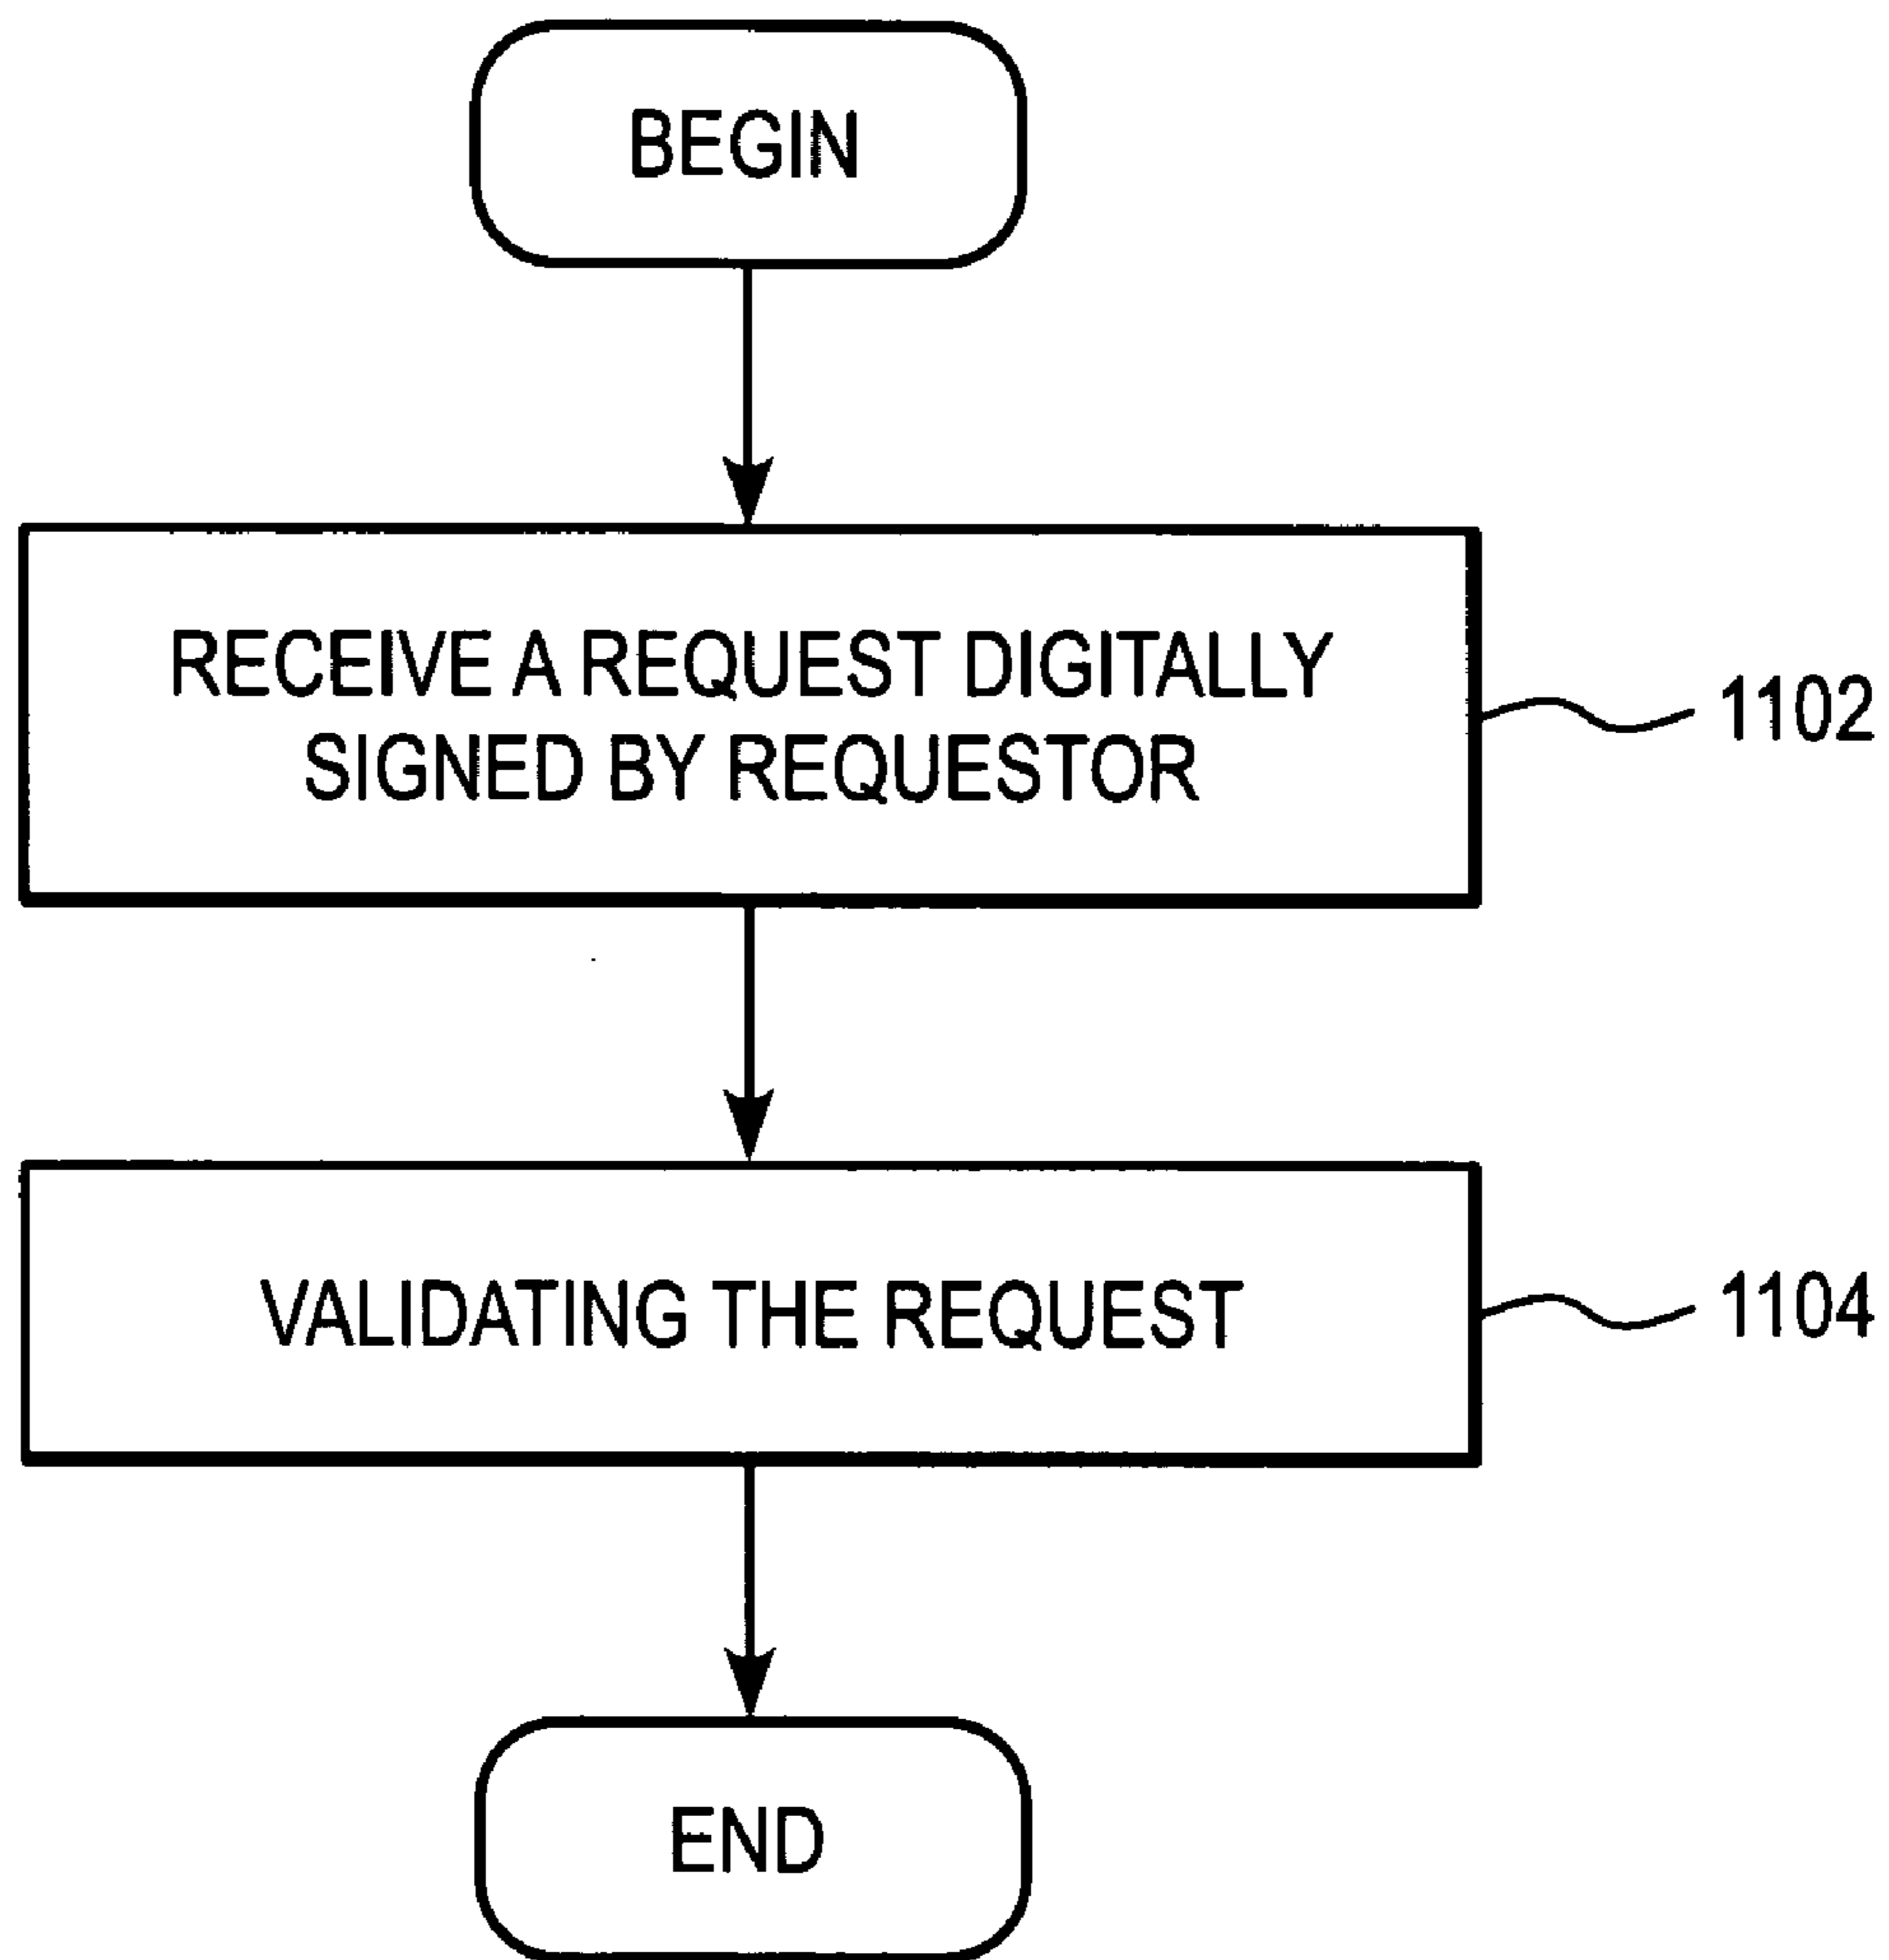 BEGIN
RECEIVE A REQUEST DIGITALLY
SIGNED BY REQUESTOR
1102
VALIDATING THE REQUEST
1104
END